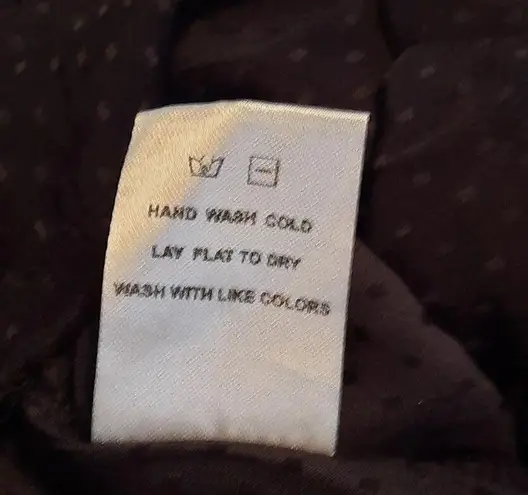 HAND WASH COLD
LAY FLAT TO DRY
WASH WITH LIKE COLORS